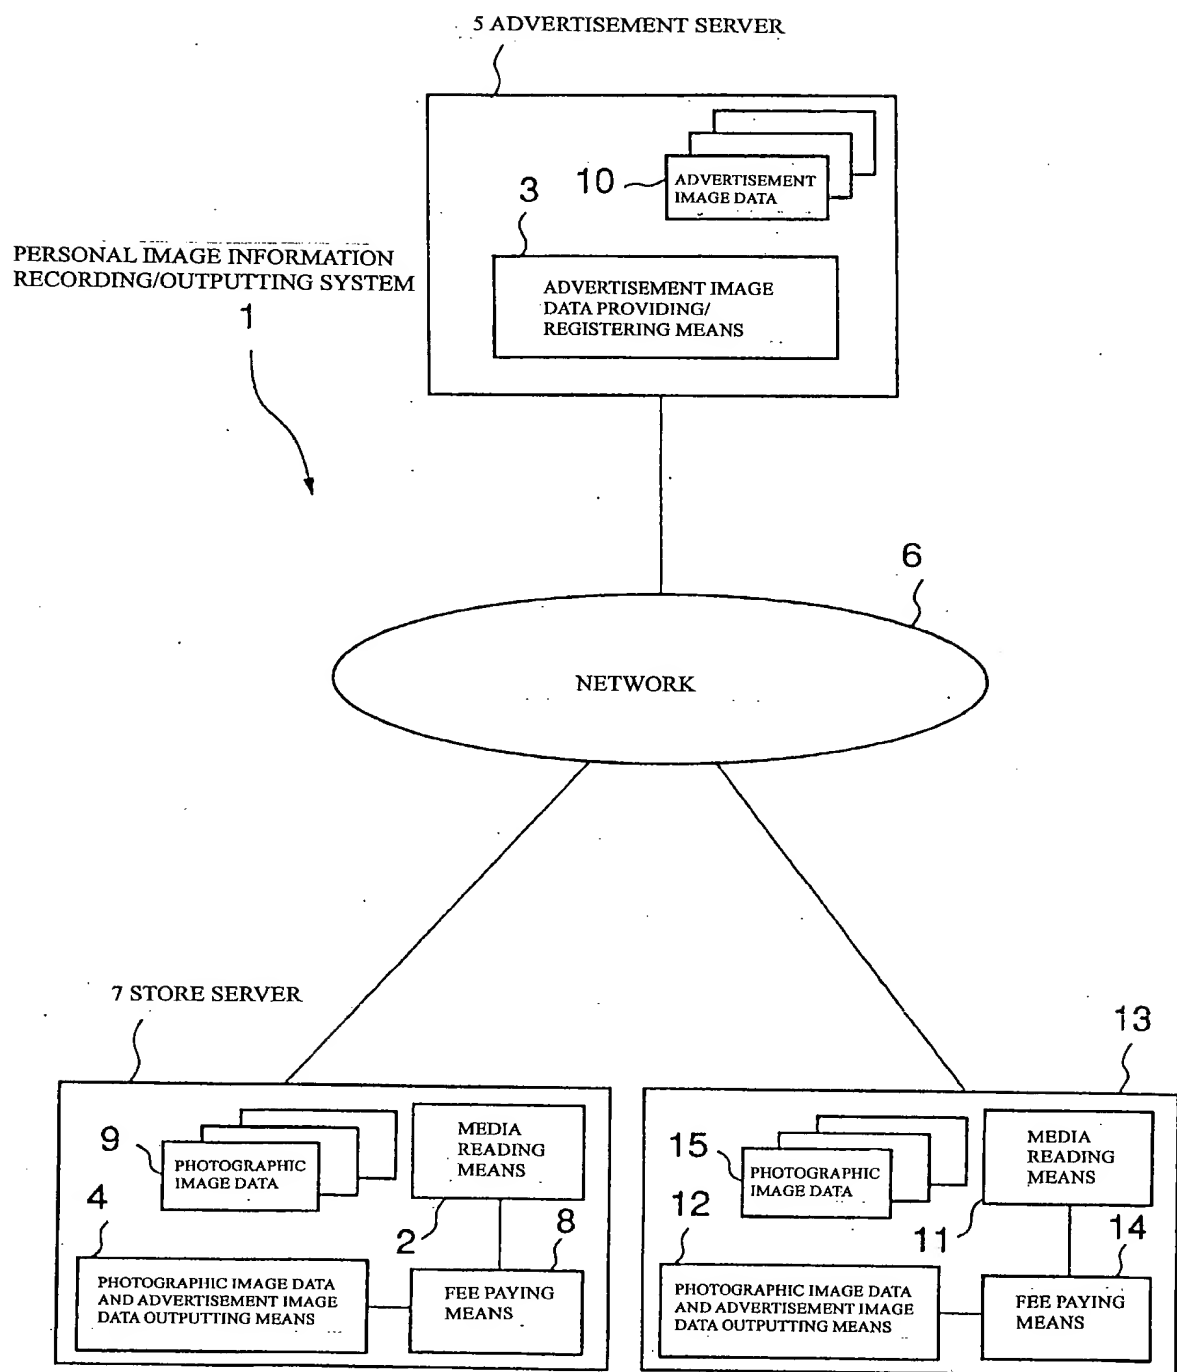 5 ADVERTISEMENT SERVER
10
ADVERTISEMENT
IMAGE DATA
3
ADVERTISEMENT IMAGE
DATA PROVIDING/
REGISTERING MEANS
PERSONAL IMAGE INFORMATION
RECORDING/OUTPUTTING SYSTEM
1
6
NETWORK
7 STORE SERVER
9
PHOTOGRAPHIC
IMAGE DATA
MEDIA
READING
MEANS
2
4
PHOTOGRAPHIC IMAGE DATA
AND ADVERTISEMENT IMAGE
DATA OUTPUTTING MEANS
8
FEE PAYING
MEANS
13
15
PHOTOGRAPHIC
IMAGE DATA
MEDIA
READING
MEANS
11
12
PHOTOGRAPHIC IMAGE DATA
AND ADVERTISEMENT IMAGE
DATA OUTPUTTING MEANS
14
FEE PAYING
MEANS